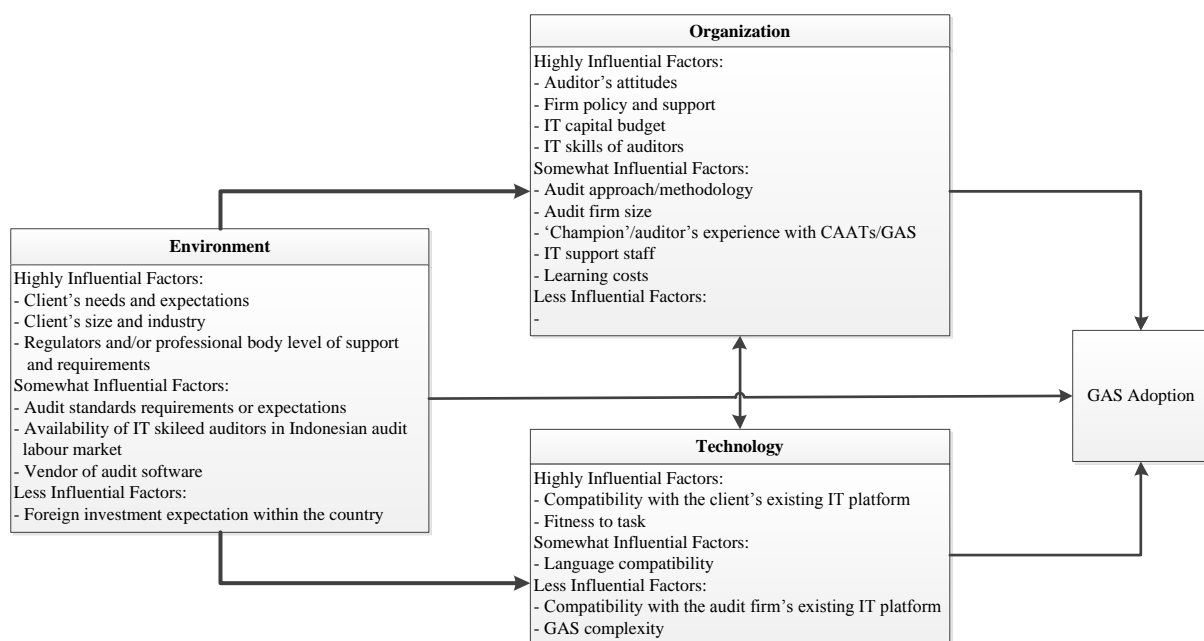 Organization
Highly Influential Factors:
- Auditor’s attitudes
- Firm policy and support
- IT capital budget
- IT skills of auditors
Somewhat Influential Factors:
- Audit approach/methodology
- Audit firm size
- ‘Champion’/auditor’s experience with CAATs/GAS
- IT support staff
- Learning costs
Less Influential Factors:
-
Environment
Highly Influential Factors:
- Client’s needs and expectations
- Client’s size and industry
- Regulators and/or professional body level of support
and requirements
Somewhat Influential Factors:
- Audit standards requirements or expectations
- Availability of IT skileed auditors in Indonesian audit
labour market
- Vendor of audit software
Less Influential Factors:
- Foreign investment expectation within the country
GAS Adoption
Technology
Highly Influential Factors:
- Compatibility with the client’s existing IT platform
- Fitness to task
Somewhat Influential Factors:
- Language compatibility
Less Influential Factors:
- Compatibility with the audit firm’s existing IT platform
- GAS complexity